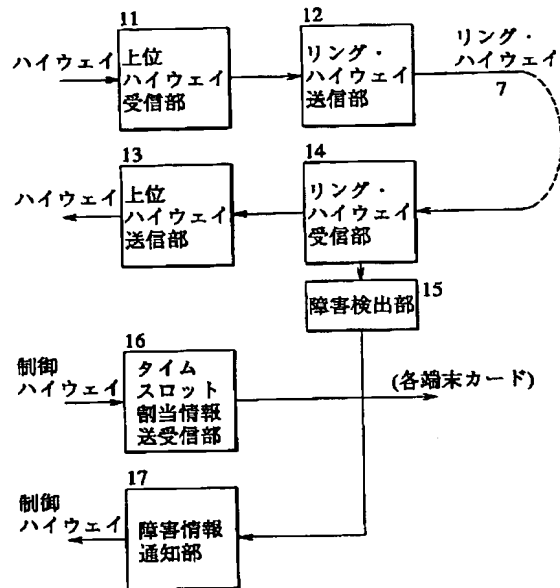 11
ハイウェイ
上位
ハイウェイ
受信部
12
リング・
ハイウェイ
送信部
リング・
ハイウェイ
7
13
ハイウェイ
上位
ハイウェイ
送信部
14
リング・
ハイウェイ
受信部
障害検出部
15
16
制御
ハイウェイ
タイム
スロット
割当情報
送受信部
(各端末カード)
17
制御
ハイウェイ
障害情報
通知部